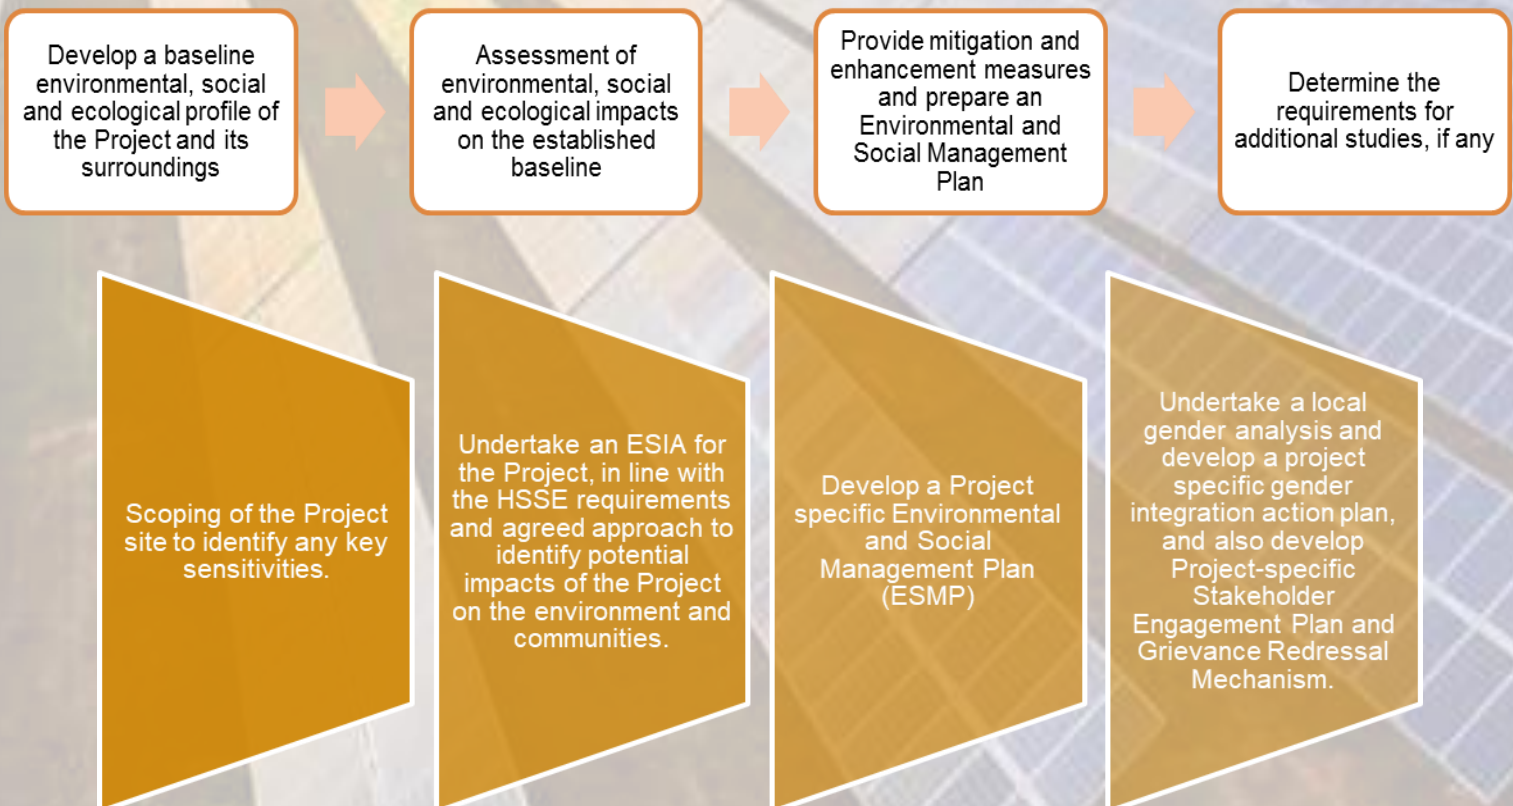 Develop a baseline
environmental, social
and ecological profile of
the Project and its
surroundings
Assessment of
environmental, social
and ecological impacts
on the established
baseline
Provide mitigation and
enhancement measures
and prepare an
Environmental and
Social Management
Plan
Determine the
requirements for
additional studies, if any
Scoping of the Project
site to identify any key
sensitivities.
Undertake an ESIA for
the Project, in line with
the HSSE requirements
and agreed approach to
identify potential
impacts of the Project
on the environment and
communities.
Develop a Project
specific Environmental
and Social
Management Plan
(ESMP)
Undertake a local
gender analysis and
develop a project
specific gender
integration action plan,
and also develop
Project-specific
Stakeholder
Engagement Plan and
Grievance Redressal
Mechanism.